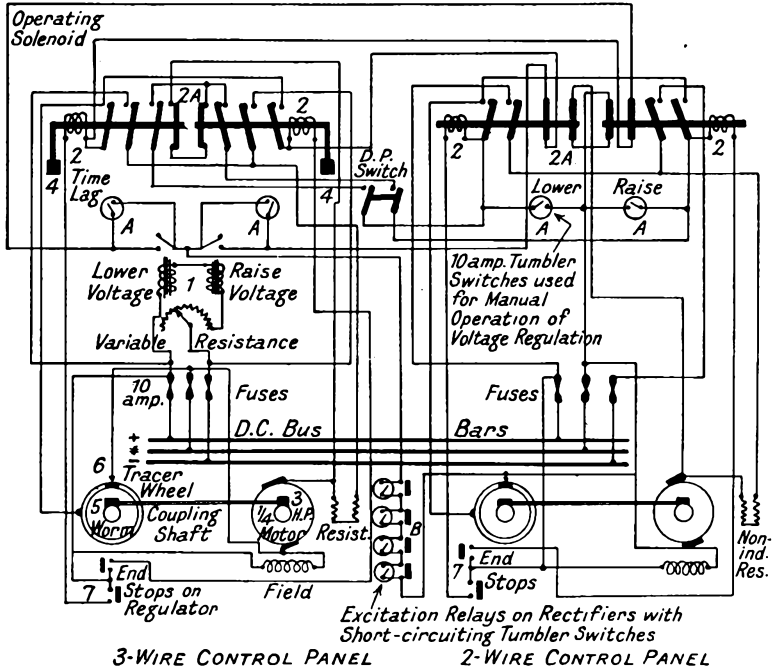 Operating
Solenoid
2A
2
2
4
Time
Lag
4
D.P.
Switch
A
A
Lower
Voltage
1
Raise
Voltage
Variable
Resistance
10
amp.
Fuses
2
2A
2
Lower
Raise
A
A
10 amp. Tumbler
Switches used
for Manual
Operation of
Voltage Regulation
Fuses
+
D.C. Bus
Bars
±
−
6
Tracer
Wheel
5
Worm
Coupling
Shaft
3
1/4 H.P.
Motor
Resist.
2
2
2
2
B
Non-
ind.
Res.
End
Stops on
Regulator
7
Field
7
End
Stops
Excitation Relays on Rectifiers with
Short-circuiting Tumbler Switches
3-WIRE CONTROL PANEL
2-WIRE CONTROL PANEL